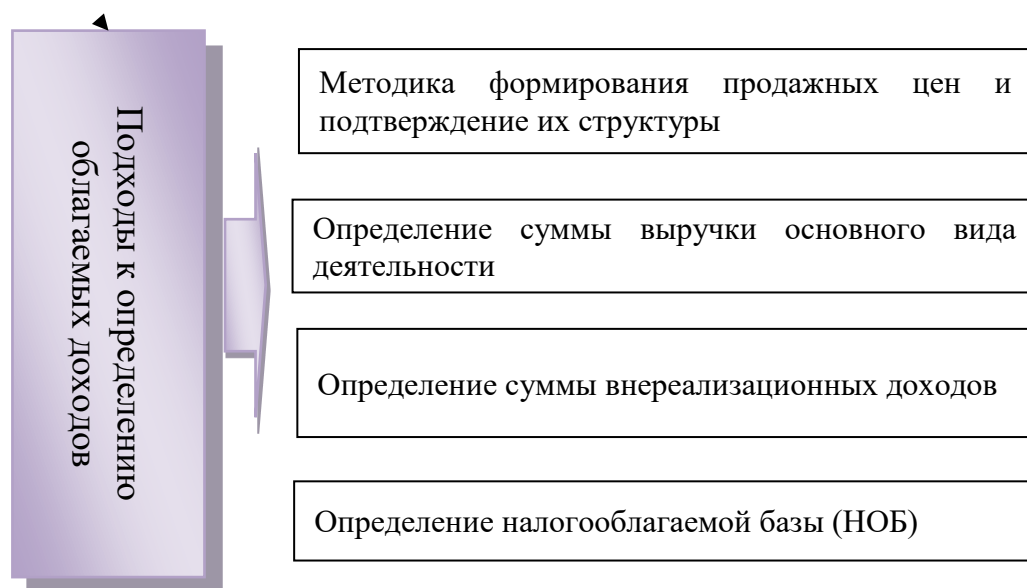 Подходы к определению
облагаемых доходов
Методика формирования продажных цен и
подтверждение их структуры
Определение суммы выручки основного вида
деятельности
Определение суммы внереализационных доходов
Определение налогооблагаемой базы (НОБ)